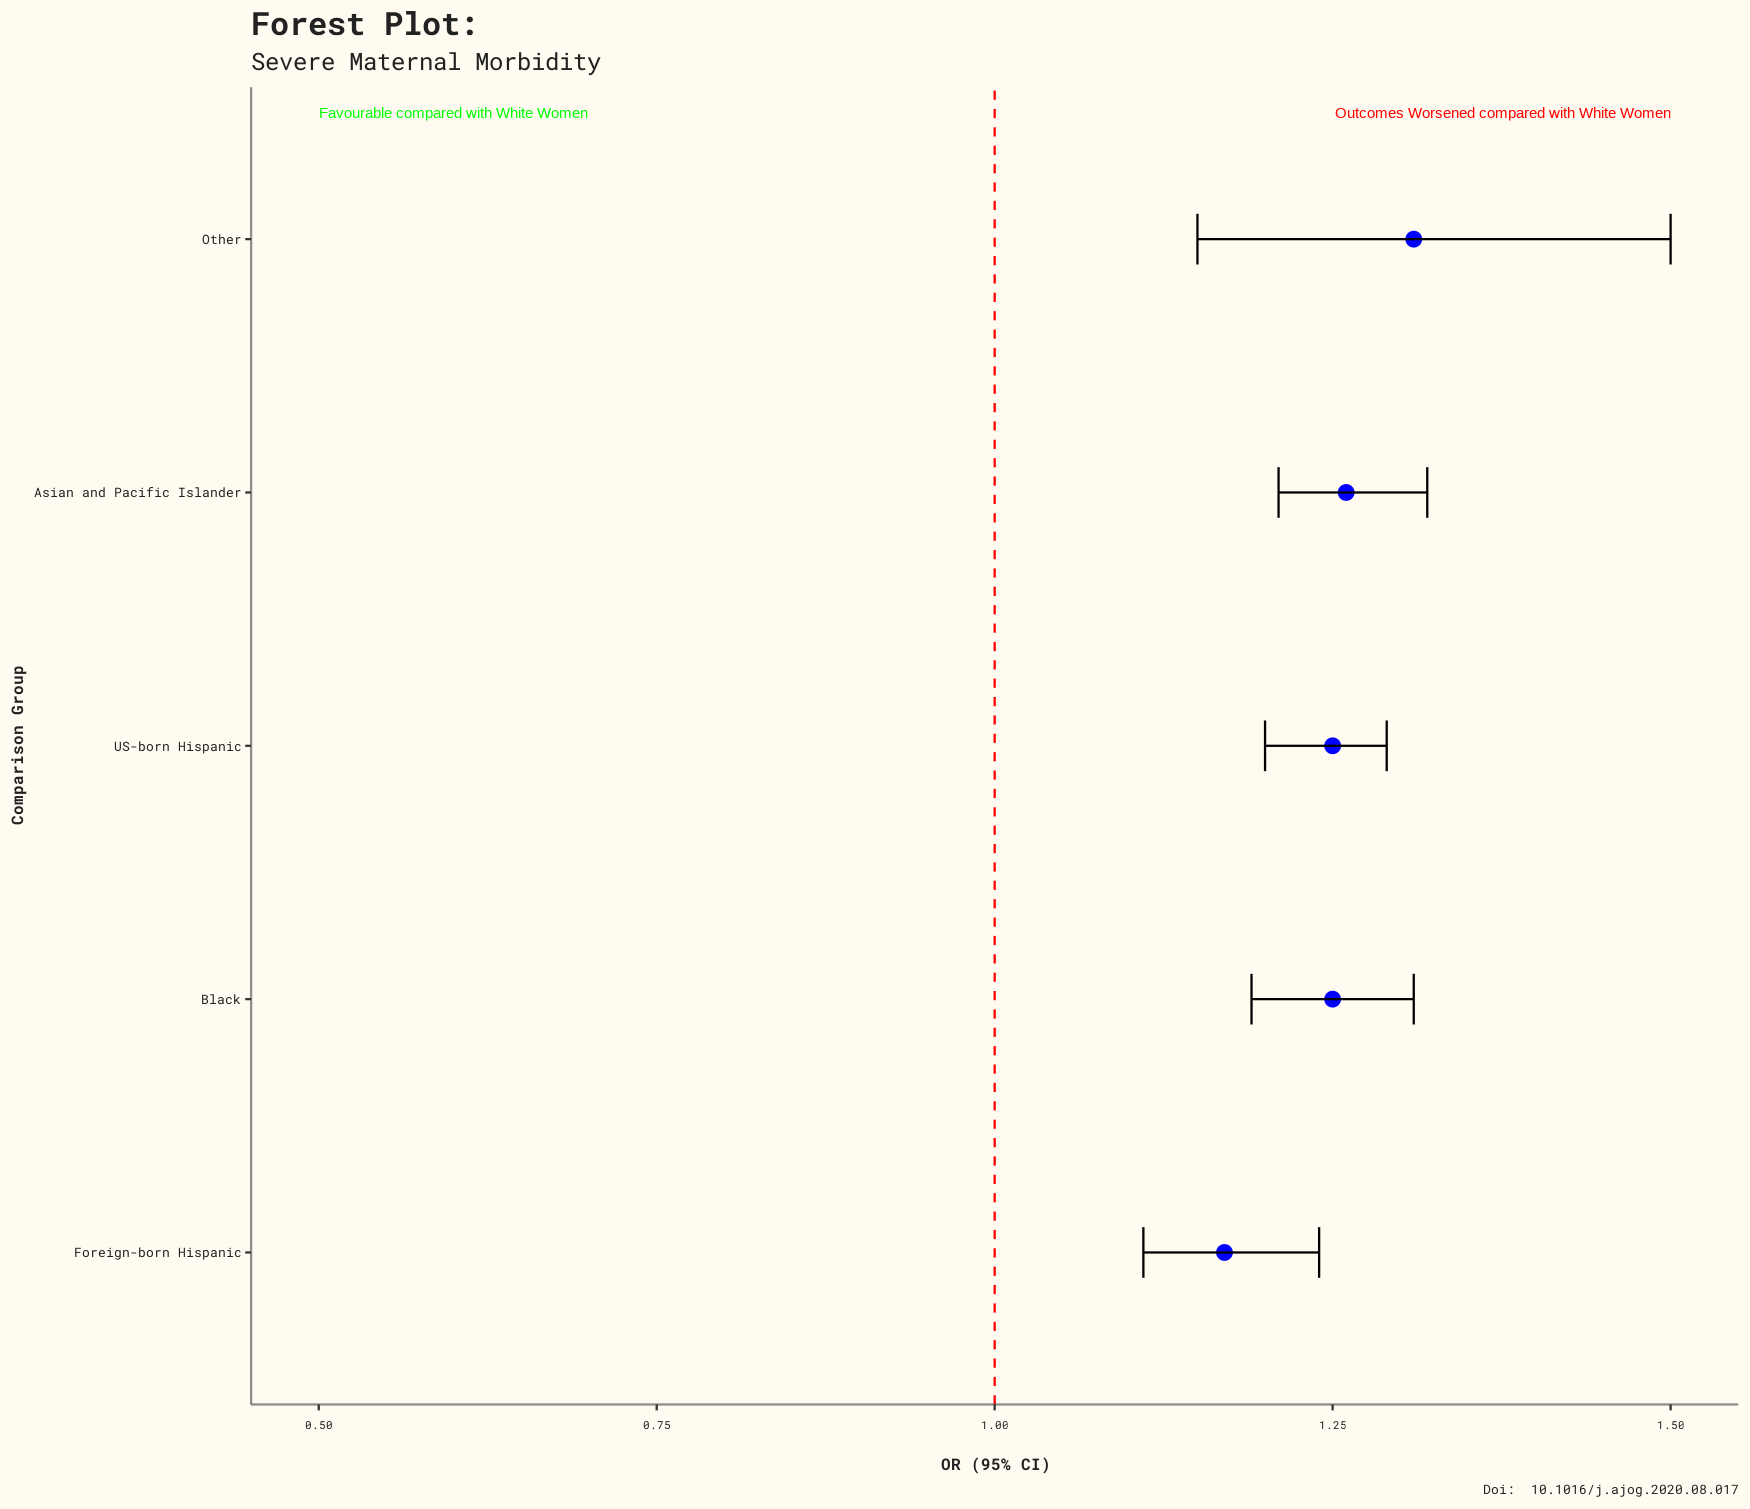 Forest Plot:
Severe Maternal Morbidity
Favourable compared with White Women
Outcomes Worsened compared with White Women
Other
Asian and Pacific Islander
US-born Hispanic
Black
Foreign-born Hispanic
Comparison Group
0.50
0.75
1.00
1.25
1.50
OR (95% CI)
Doi:  10.1016/j.ajog.2020.08.017